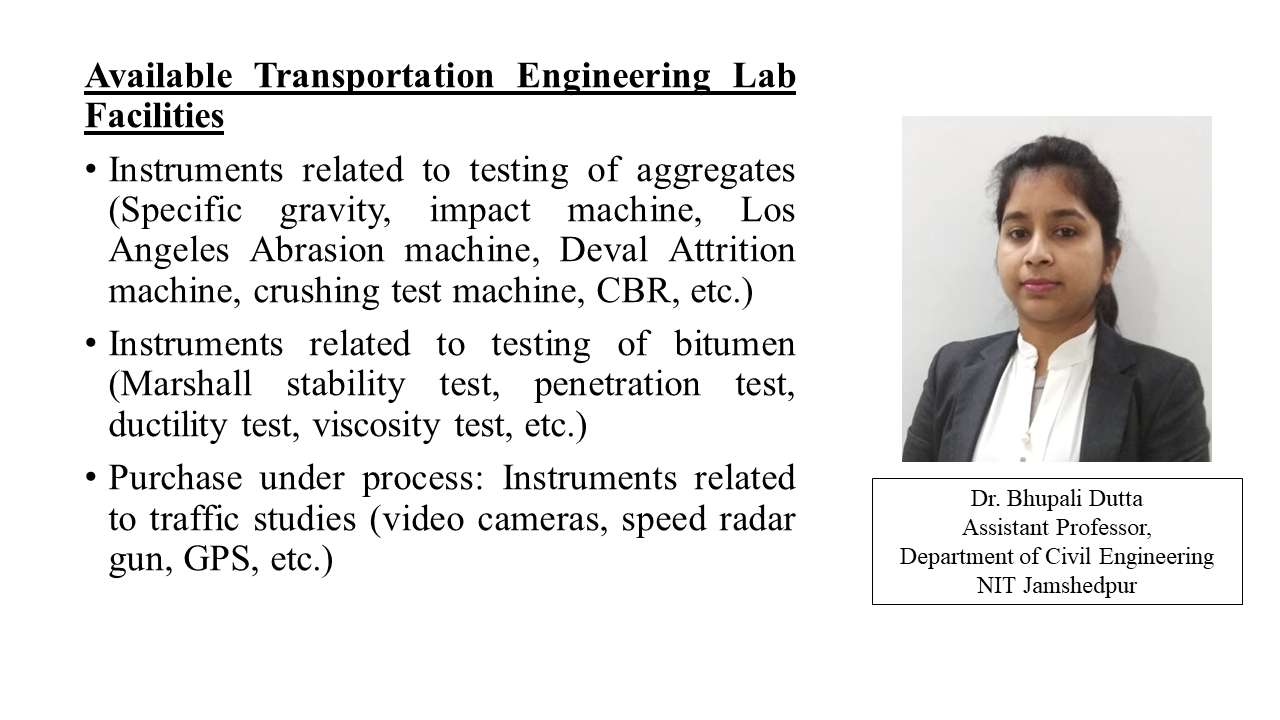 Available Transportation Engineering Lab
Facilities
• Instruments related to testing of aggregates
(Specific gravity, impact machine, Los
Angeles Abrasion machine, Deval Attrition
machine, crushing test machine, CBR, etc.)
• Instruments related to testing of bitumen
(Marshall stability test, penetration test,
ductility test, viscosity test, etc.)
• Purchase under process: Instruments related
to traffic studies (video cameras, speed radar
gun, GPS, etc.)
Dr. Bhupali Dutta
Assistant Professor,
Department of Civil Engineering
NIT Jamshedpur